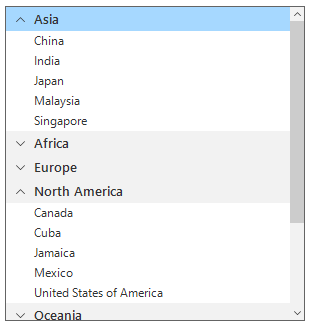 Asia
China
India
Japan
Malaysia
Singapore
Africa
Europe
North America
Canada
Cuba
Jamaica
Mexico
United States of America
Oceania